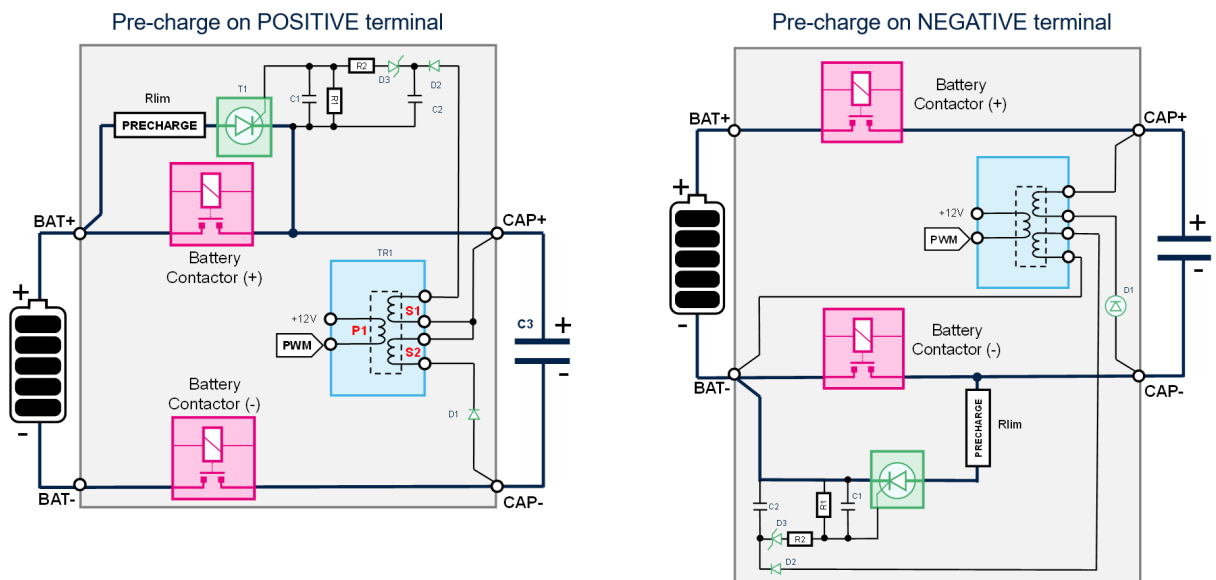 Pre-charge on POSITIVE terminal
Rlim
PRECHARGE
T1
C1
R1
R2
D3
D2
C2
BAT+
Battery
Contactor (+)
CAP+
TR1
+12V
P1
S1
PWM
S2
C3
+
-
+
-
D1
Battery
Contactor (-)
BAT-
CAP-
Pre-charge on NEGATIVE terminal
Battery
Contactor (+)
BAT+
CAP+
+12V
PWM
+
-
+
-
D1
Battery
Contactor (-)
BAT-
CAP-
PRECHARGE
Rlim
C2
R1
C1
D3
R2
D2